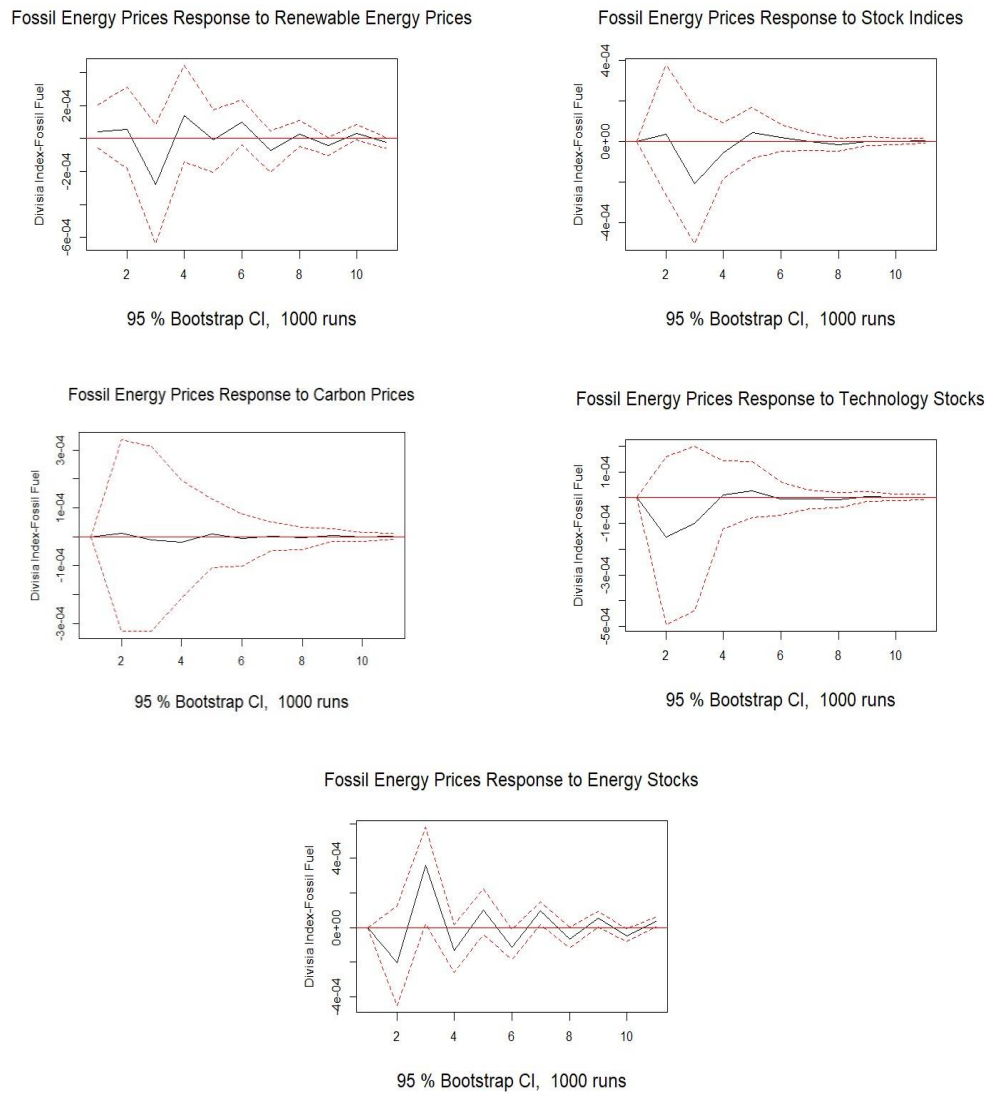 Fossil Energy Prices Response to Renewable Energy Prices
Divisia Index-Fossil Fuel
2e-04
-2e-04
-6e-04
2 4 6 8 10
95 % Bootstrap CI, 1000 runs
Fossil Energy Prices Response to Stock Indices
Divisia Index-Fossil Fuel
4e-04
0e+00
-4e-04
2 4 6 8 10
95 % Bootstrap CI, 1000 runs
Fossil Energy Prices Response to Carbon Prices
Divisia Index-Fossil Fuel
3e-04
1e-04
-1e-04
-3e-04
2 4 6 8 10
95 % Bootstrap CI, 1000 runs
Fossil Energy Prices Response to Technology Stocks
Divisia Index-Fossil Fuel
1e-04
-1e-04
-3e-04
-5e-04
2 4 6 8 10
95 % Bootstrap CI, 1000 runs
Fossil Energy Prices Response to Energy Stocks
Divisia Index-Fossil Fuel
4e-04
0e+00
-4e-04
2 4 6 8 10
95 % Bootstrap CI, 1000 runs